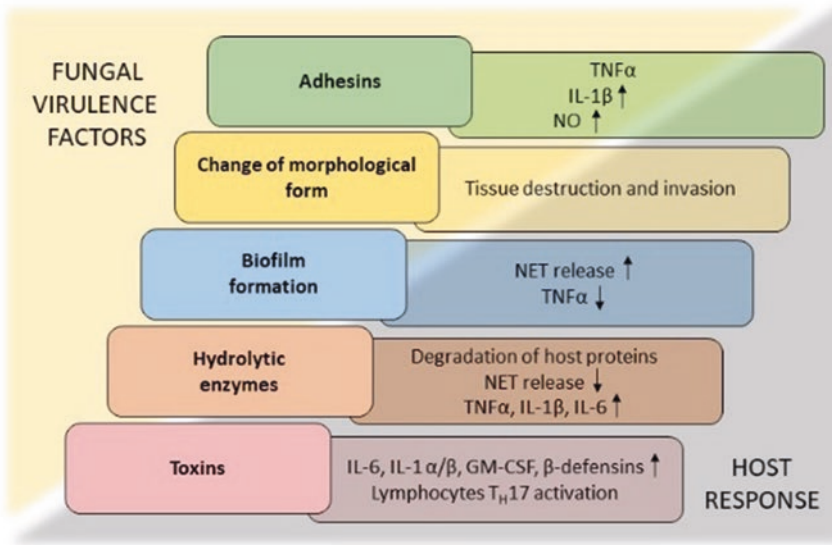 FUNGAL
VIRULENCE
FACTORS
Adhesins
TNFα
IL-1β ↑
NO ↑
Change of morphological
form
Tissue destruction and invasion
Biofilm
formation
NET release ↑
TNFα ↓
Hydrolytic
enzymes
Degradation of host proteins
NET release ↓
TNFα, IL-1β, IL-6 ↑
Toxins
IL-6, IL-1 α/β, GM-CSF, β-defensins ↑
Lymphocytes T_H17 activation
HOST
RESPONSE